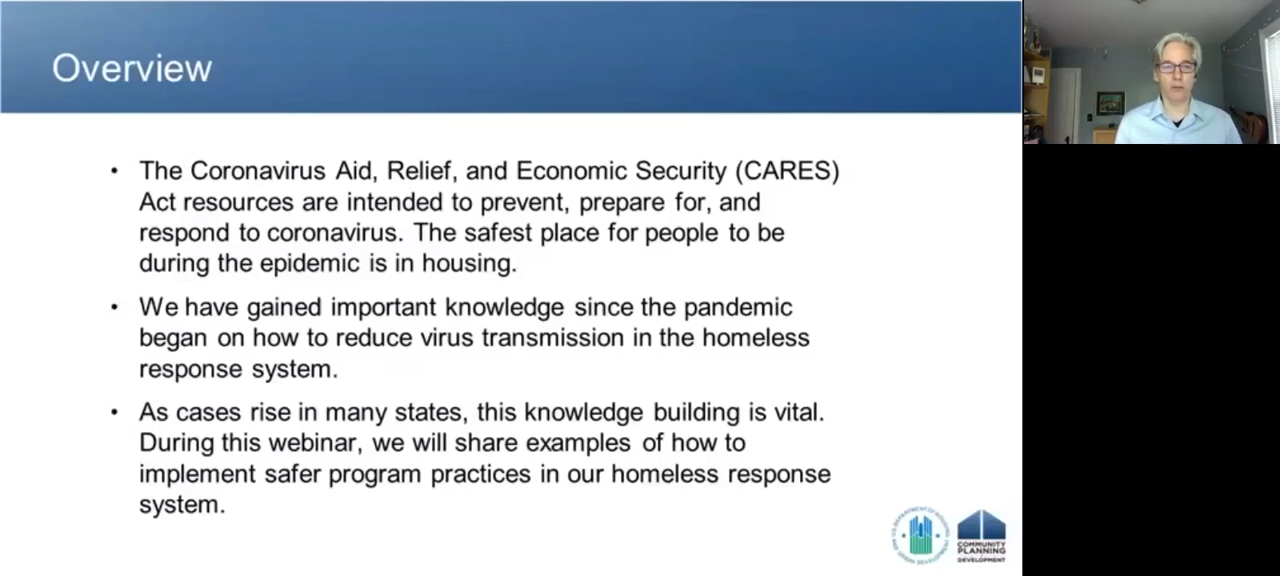 Overview
• The Coronavirus Aid, Relief, and Economic Security (CARES)
Act resources are intended to prevent, prepare for, and
respond to coronavirus. The safest place for people to be
during the epidemic is in housing.
• We have gained important knowledge since the pandemic
began on how to reduce virus transmission in the homeless
response system.
• As cases rise in many states, this knowledge building is vital.
During this webinar, we will share examples of how to
implement safer program practices in our homeless response
system.
COMMUNITY
PLANNING
DEVELOPMENT